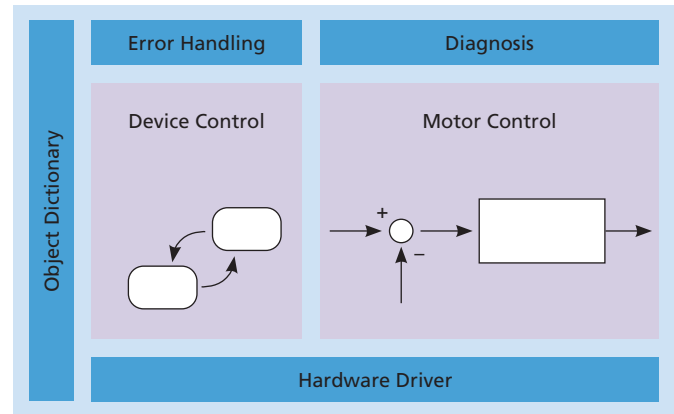 Object Dictionary
Error Handling
Diagnosis
Device Control
Motor Control
+
−
Hardware Driver